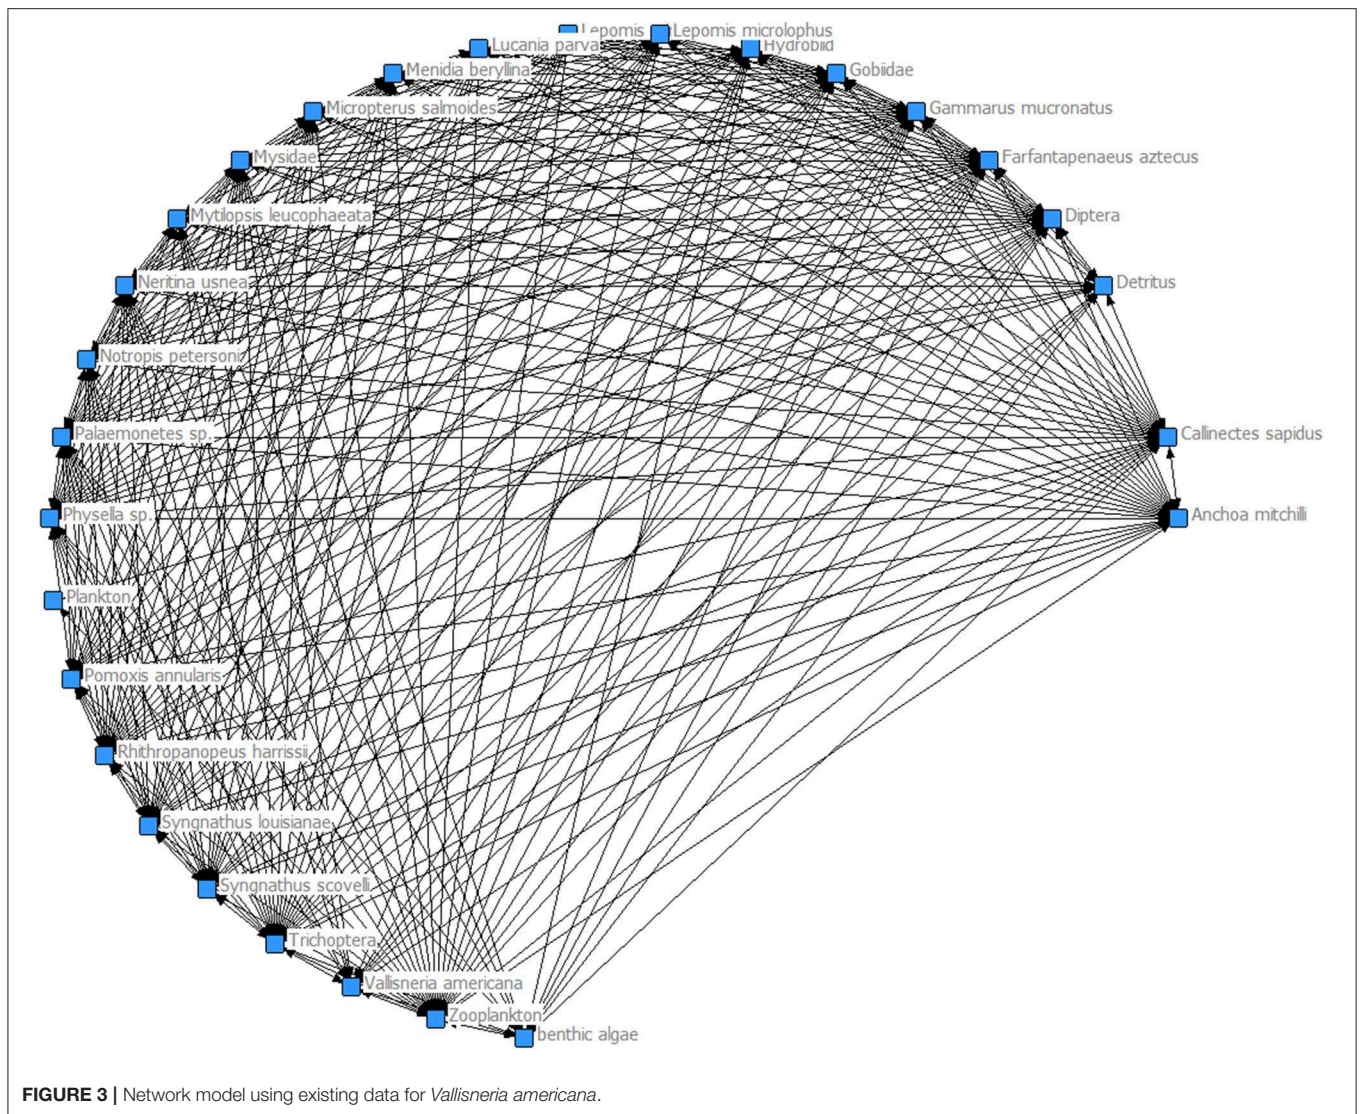 Lepomis
Lepomis microlophus
Lucania parva
Hydrobiid
Menidia beryllina
Gobiidae
Micropterus salmoides
Gammarus mucronatus
Mysidae
Farfantapenaeus aztecus
Mytilopsis leucophaeata
Diptera
Neritina usnea
Detritus
Notropis petersoni
Palaemonetes sp.
Callinectes sapidus
Physella sp.
Anchoa mitchilli
Plankton
Pomoxis annularis
Rhithropanopeus harrissii
Syngnathus louisianae
Syngnathus scovelli
Trichoptera
Vallisneria americana
Zooplankton
benthic algae
FIGURE 3 | Network model using existing data for Vallisneria americana.